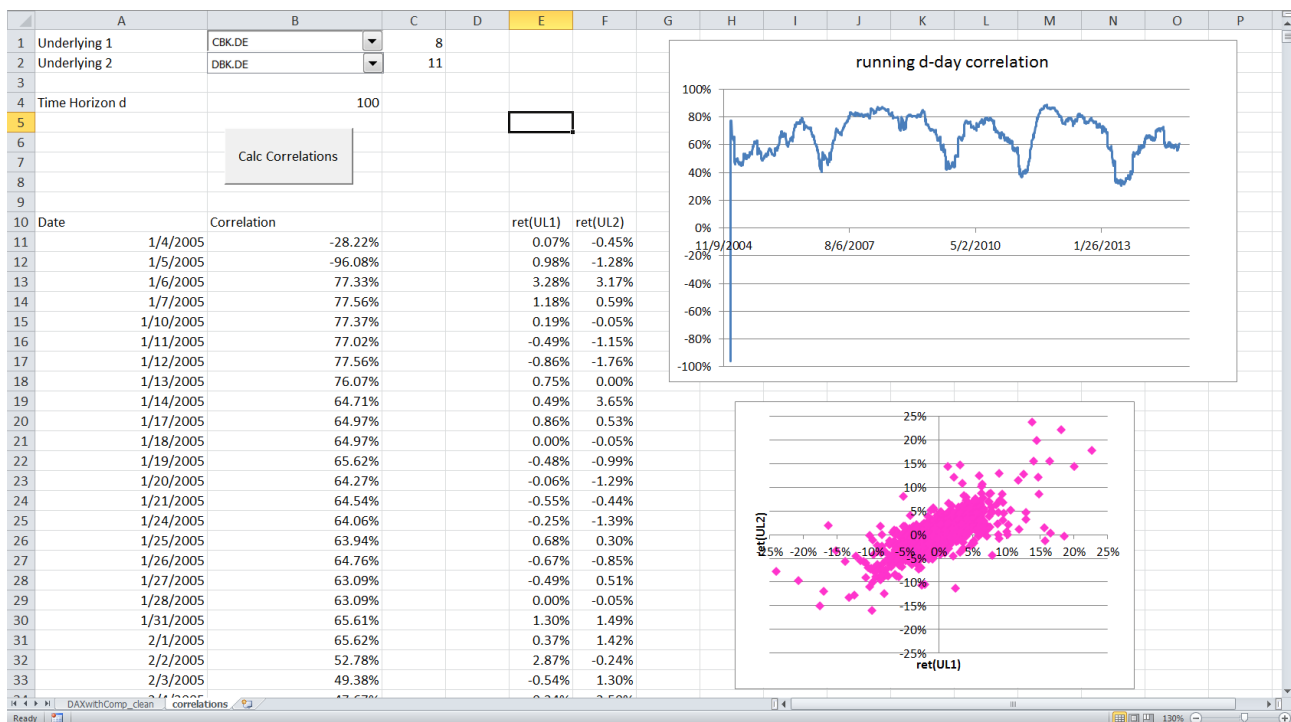 A B C D E F G H I J K L M N O P
1 Underlying 1 CBK.DE 8
2 Underlying 2 DBK.DE 11
3
4 Time Horizon d 100
5
6
7 Calc Correlations
8
9
10 Date Correlation ret(UL1) ret(UL2)
11 1/4/2005 -28.22% 0.07% -0.45%
12 1/5/2005 -96.08% 0.98% -1.28%
13 1/6/2005 77.33% 3.28% 3.17%
14 1/7/2005 77.56% 1.18% 0.59%
15 1/10/2005 77.37% 0.19% -0.05%
16 1/11/2005 77.02% -0.49% -1.15%
17 1/12/2005 77.56% -0.86% -1.76%
18 1/13/2005 76.07% 0.75% 0.00%
19 1/14/2005 64.71% 0.49% 3.65%
20 1/17/2005 64.97% 0.86% 0.53%
21 1/18/2005 64.97% 0.00% -0.05%
22 1/19/2005 65.62% -0.48% -0.99%
23 1/20/2005 64.27% -0.06% -1.29%
24 1/21/2005 64.54% -0.55% -0.44%
25 1/24/2005 64.06% -0.25% -1.39%
26 1/25/2005 63.94% 0.68% 0.30%
27 1/26/2005 64.76% -0.67% -0.85%
28 1/27/2005 63.09% -0.49% 0.51%
29 1/28/2005 63.09% 0.00% -0.05%
30 1/31/2005 65.61% 1.30% 1.49%
31 2/1/2005 65.62% 0.37% 1.42%
32 2/2/2005 52.78% 2.87% -0.24%
33 2/3/2005 49.38% -0.54% 1.30%
running d-day correlation
100%
80%
60%
40%
20%
0%
11/9/2004 8/6/2007 5/2/2010 1/26/2013
-20%
-40%
-60%
-80%
-100%
25%
20%
15%
10%
5%
0%
-25% -20% -15% -10% -5% 0% 5% 10% 15% 20% 25%
-10%
-15%
-20%
-25%
ret(UL2)
ret(UL1)
DAXwithComp_clean correlations
Ready 130%